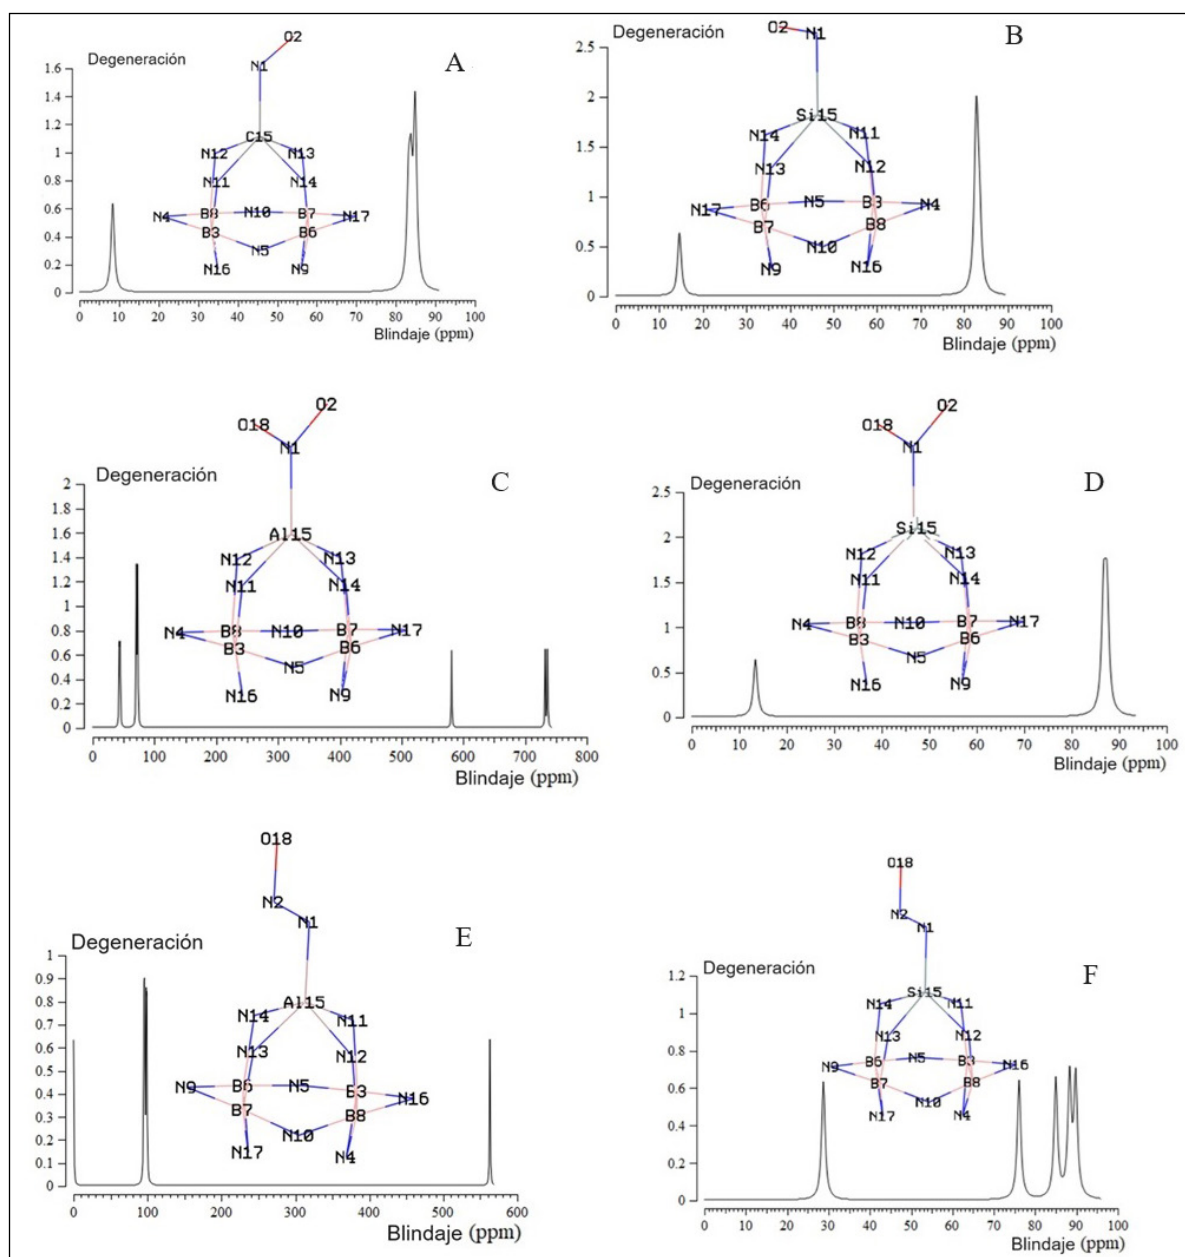 O2
Degeneración
N1
A
1.6
1.4
1.2
1
0.8
0.6
0.4
0.2
0
C15
N12 N13
N11 N14
N4 B8 N10 B7 N17
B3 B6
N5
N16 N9
0 10 20 30 40 50 60 70 80 90 100
Blindaje (ppm)
O2 N1
Degeneración
B
2.5
2
1.5
1
0.5
0
Si15
N14 N11
N13 N12
B6 N5 B3 N4
N17
B7 B8
N10
N9 N16
0 10 20 30 40 50 60 70 80 90 100
Blindaje (ppm)
O2
O18
N1
Degeneración
C
2
1.8
1.6
1.4
1.2
1
0.8
0.6
0.4
0.2
0
Al15
N12 N13
N11 N14
N4 B8 N10 B7 N17
B3 B6
N5
N16 N9
0 100 200 300 400 500 600 700 800
Blindaje (ppm)
O2
O18
N1
Degeneración
D
2.5
2
1.5
1
0.5
0
Si15
N12 N13
N11 N14
N4 B8 N10 B7 N17
B3 B6
N5
N16 N9
0 10 20 30 40 50 60 70 80 90 100
Blindaje (ppm)
O18
N2
N1
Degeneración
E
1
0.9
0.8
0.7
0.6
0.5
0.4
0.3
0.2
0.1
0
Al15
N14 N11
N13 N12
N9 B6 N5 B3 N16
B7 B8
N10
N17 N4
0 100 200 300 400 500 600
Blindaje (ppm)
O18
N2
N1
Degeneración
F
1.2
1
0.8
0.6
0.4
0.2
0
Si15
N14 N11
N13 N12
N9 B6 N5 B3 N16
B7 B8
N10
N17 N4
0 10 20 30 40 50 60 70 80 90 100
Blindaje (ppm)